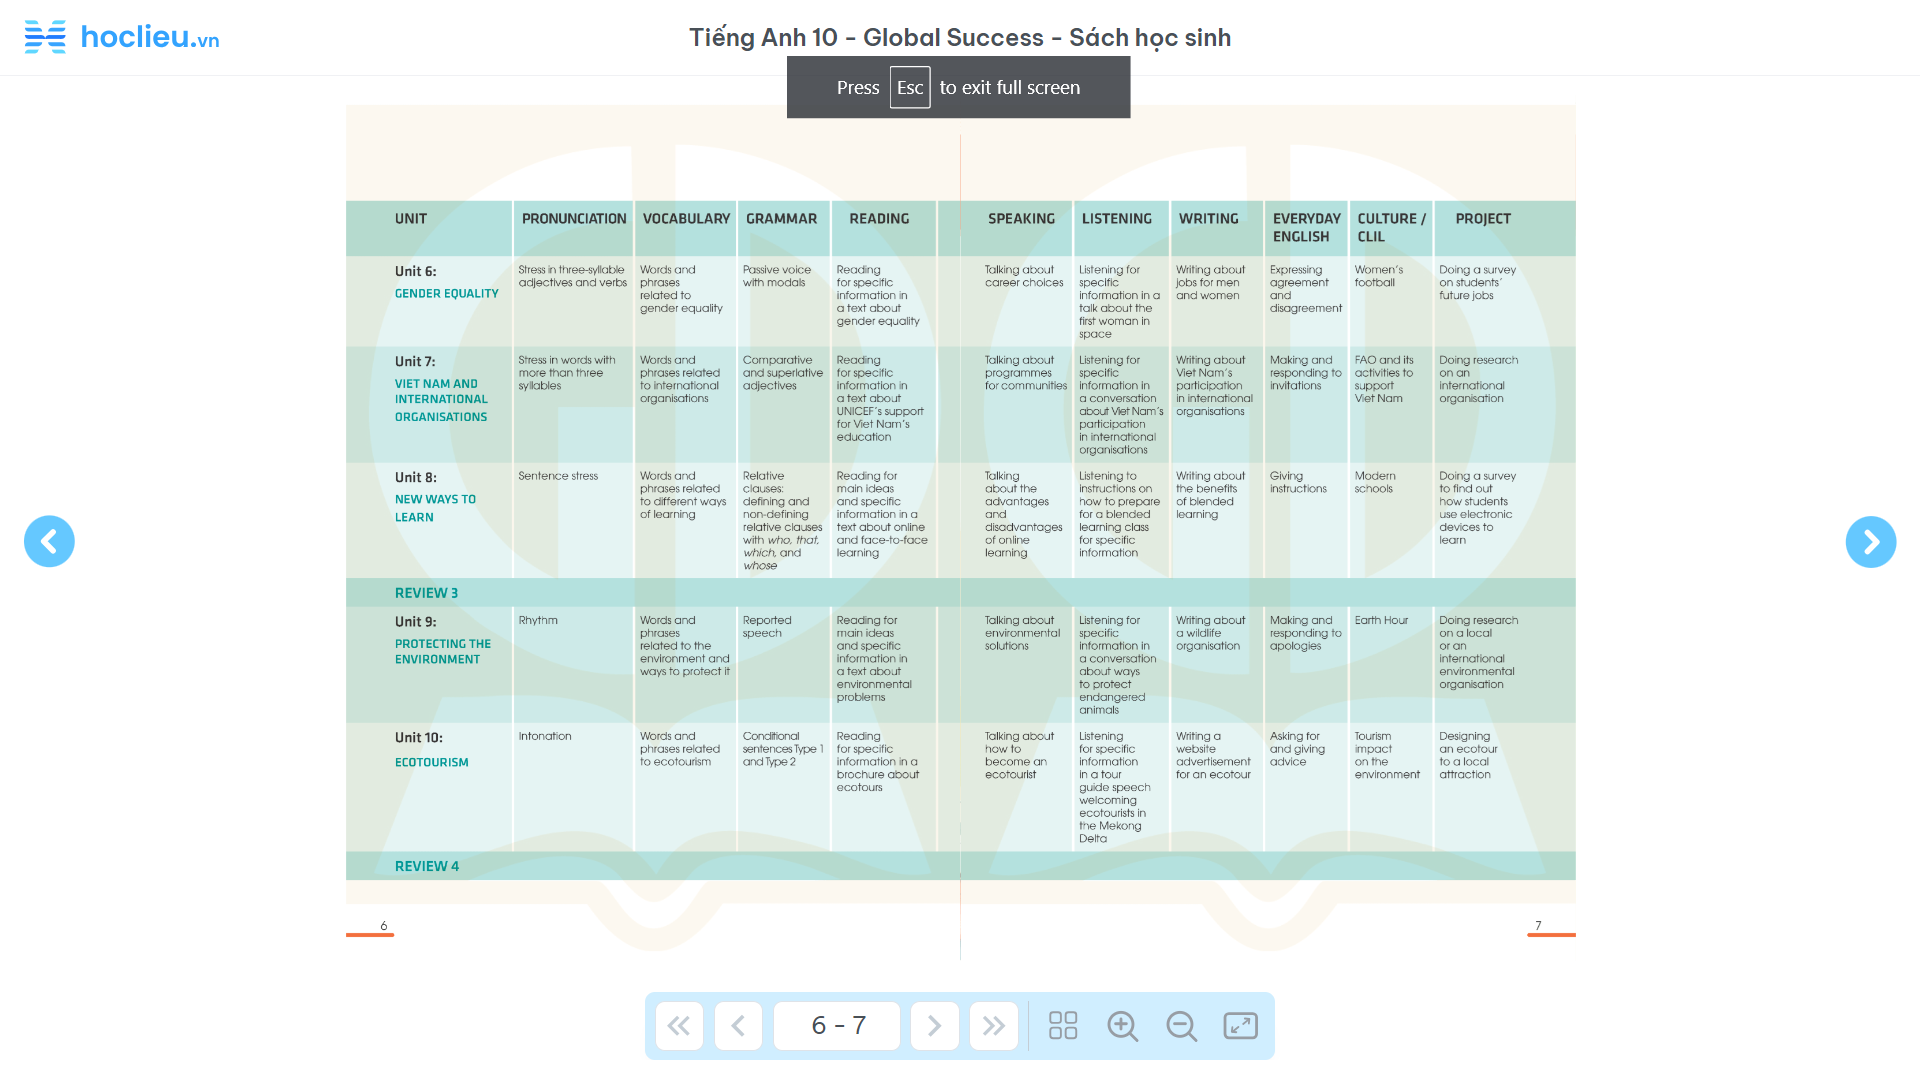 hoclieu.vn
Tiếng Anh 10 - Global Success - Sách học sinh
Press Esc to exit full screen
UNIT
PRONUNCIATION
VOCABULARY
GRAMMAR
READING
SPEAKING
LISTENING
WRITING
EVERYDAY
ENGLISH
CULTURE /
CLIL
PROJECT
Unit 6:
GENDER EQUALITY
Stress in three-syllable
adjectives and verbs
Words and
phrases
related to
gender equality
Passive voice
with modals
Reading
for specific
information in
a text about
gender equality
Talking about
career choices
Listening for
specific
information in a
talk about the
first woman in
space
Writing about
jobs for men
and women
Expressing
agreement
and
disagreement
Women's
football
Doing a survey
on students'
future jobs
Unit 7:
VIET NAM AND
INTERNATIONAL
ORGANISATIONS
Stress in words with
more than three
syllables
Words and
phrases related
to international
organisations
Comparative
and superlative
adjectives
Reading
for specific
information in
a text about
UNICEF's support
for Viet Nam's
education
Talking about
programmes
for communities
Listening for
specific
information in
a conversation
about Viet Nam's
participation
in international
organisations
Writing about
Viet Nam's
participation
in international
organisations
Making and
responding to
invitations
FAO and its
activities to
support
Viet Nam
Doing research
on an
international
organisation
Unit 8:
NEW WAYS TO
LEARN
Sentence stress
Words and
phrases related
to different ways
of learning
Relative
clauses:
defining and
non-defining
relative clauses
with who, that,
which, and
whose
Reading for
main ideas
and specific
information in a
text about online
and face-to-face
learning
Talking
about the
advantages
and
disadvantages
of online
learning
Listening to
instructions on
how to prepare
for a blended
learning class
for specific
information
Writing about
the benefits
of blended
learning
Giving
instructions
Modern
schools
Doing a survey
to find out
how students
use electronic
devices to
learn
REVIEW 3
Unit 9:
PROTECTING THE
ENVIRONMENT
Rhythm
Words and
phrases
related to the
environment and
ways to protect it
Reported
speech
Reading for
main ideas
and specific
information in
a text about
environmental
problems
Talking about
environmental
solutions
Listening for
specific
information in
a conversation
about ways
to protect
endangered
animals
Writing about
a wildlife
organisation
Making and
responding to
apologies
Earth Hour
Doing research
on a local
or an
international
environmental
organisation
Unit 10:
ECOTOURISM
Intonation
Words and
phrases related
to ecotourism
Conditional
sentences Type 1
and Type 2
Reading
for specific
information in a
brochure about
ecotours
Talking about
how to
become an
ecotourist
Listening
for specific
information
in a tour
guide speech
welcoming
ecotourists in
the Mekong
Delta
Writing a
website
advertisement
for an ecotour
Asking for
and giving
advice
Tourism
impact
on the
environment
Designing
an ecotour
to a local
attraction
REVIEW 4
6
7
6 - 7